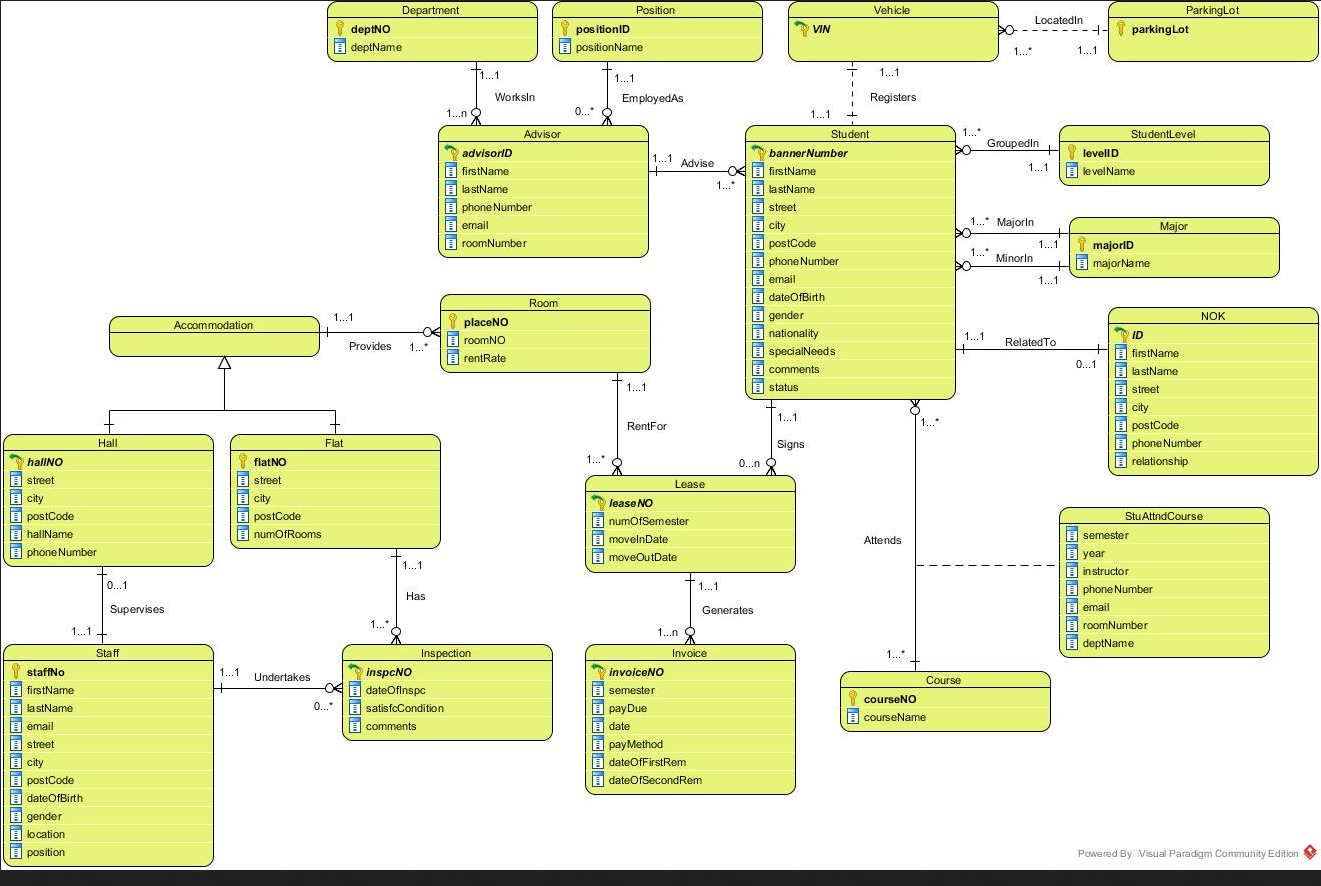 Department
deptNO
deptName
Position
positionID
positionName
Vehicle
VIN
LocatedIn
1...*
1...1
ParkingLot
parkingLot
1...1
WorksIn
1...n
1...1
EmployedAs
0...*
1...1
Registers
1...1
Advisor
advisorID
firstName
lastName
phoneNumber
email
roomNumber
1...1
Advise
1...*
Student
bannerNumber
firstName
lastName
street
city
postCode
phoneNumber
email
dateOfBirth
gender
nationality
specialNeeds
comments
status
1...*
GroupedIn
1...1
StudentLevel
levelID
levelName
1...*
MajorIn
1...1
1...*
MinorIn
1...1
Major
majorID
majorName
1...1
RelatedTo
0...1
NOK
ID
firstName
lastName
street
city
postCode
phoneNumber
relationship
Accommodation
1...1
Provides
1...*
Room
placeNO
roomNO
rentRate
1...1
RentFor
1...*
1...1
Signs
0...n
1...*
Attends
1...*
Hall
hallNO
street
city
postCode
hallName
phoneNumber
Flat
flatNO
street
city
postCode
numOfRooms
Lease
leaseNO
numOfSemester
moveInDate
moveOutDate
StuAttndCourse
semester
year
instructor
phoneNumber
email
roomNumber
deptName
0...1
Supervises
1...1
1...1
Has
1...*
1...1
Generates
1...n
Staff
staffNo
firstName
lastName
email
street
city
postCode
dateOfBirth
gender
location
position
1...1
Undertakes
0...*
Inspection
inspcNO
dateOfInspc
satisfcCondition
comments
Invoice
invoiceNO
semester
payDue
date
payMethod
dateOfFirstRem
dateOfSecondRem
Course
courseNO
courseName
Powered By Visual Paradigm Community Edition